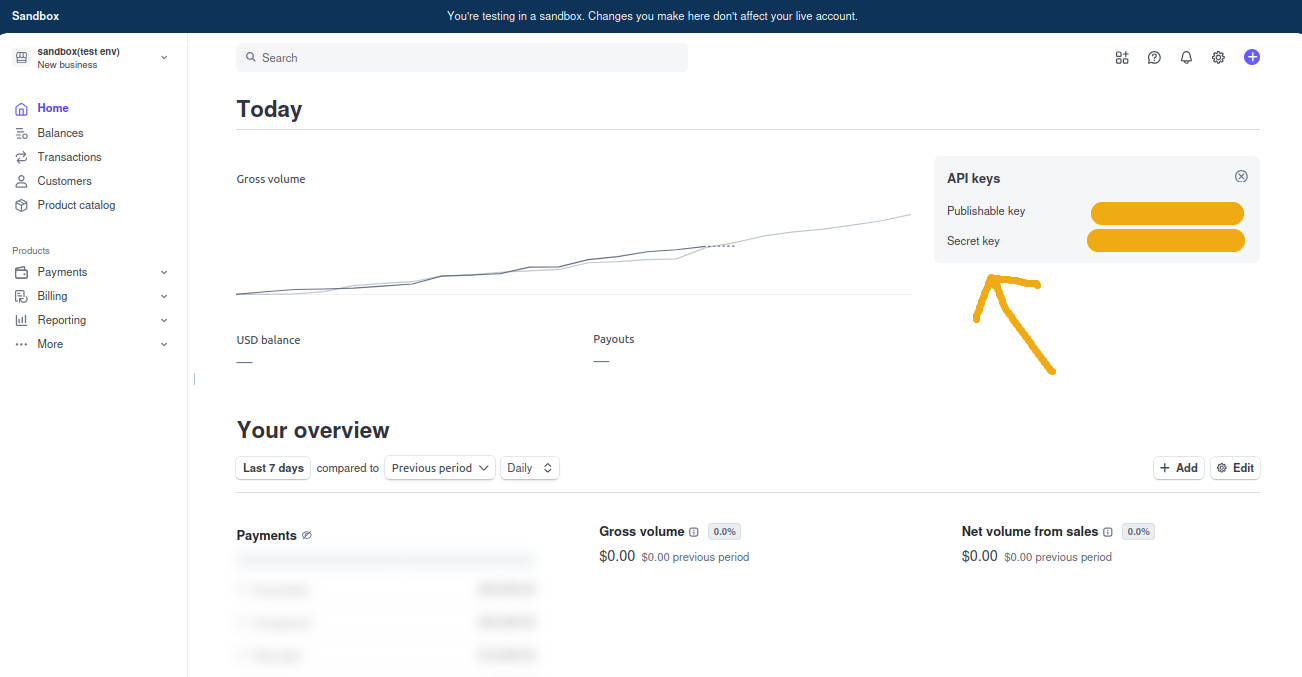 Sandbox
You're testing in a sandbox. Changes you make here don't affect your live account.
sandbox(test env)
New business
Search
Home
Balances
Transactions
Customers
Product catalog
Products
Payments
Billing
Reporting
More
Today
Gross volume
API keys
Publishable key
Secret key
USD balance
—
Payouts
—
Your overview
Last 7 days compared to Previous period Daily
+ Add
Edit
Payments
Gross volume 0.0%
$0.00 $0.00 previous period
Net volume from sales 0.0%
$0.00 $0.00 previous period